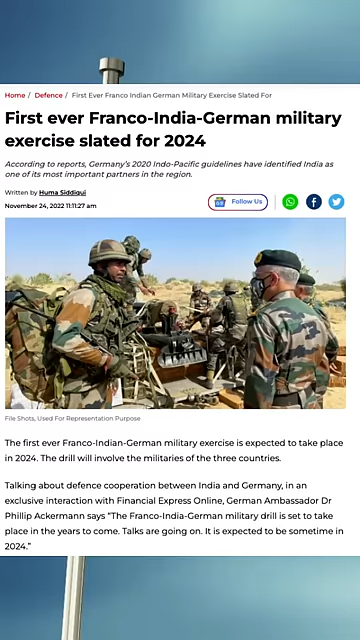 Home / Defence / First Ever Franco Indian German Military Exercise Slated For
First ever Franco-India-German military
exercise slated for 2024
According to reports, Germany's 2020 Indo-Pacific guidelines have identified India as
one of its most important partners in the region.
Written by Huma Siddiqui
November 24, 2022 11:11:27 am
Follow Us
File Shots, Used For Representation Purpose
The first ever Franco-Indian-German military exercise is expected to take place
in 2024. The drill will involve the militaries of the three countries.
Talking about defence cooperation between India and Germany, in an
exclusive interaction with Financial Express Online, German Ambassador Dr
Phillip Ackermann says "The Franco-India-German military drill is set to take
place in the years to come. Talks are going on. It is expected to be sometime in
2024."